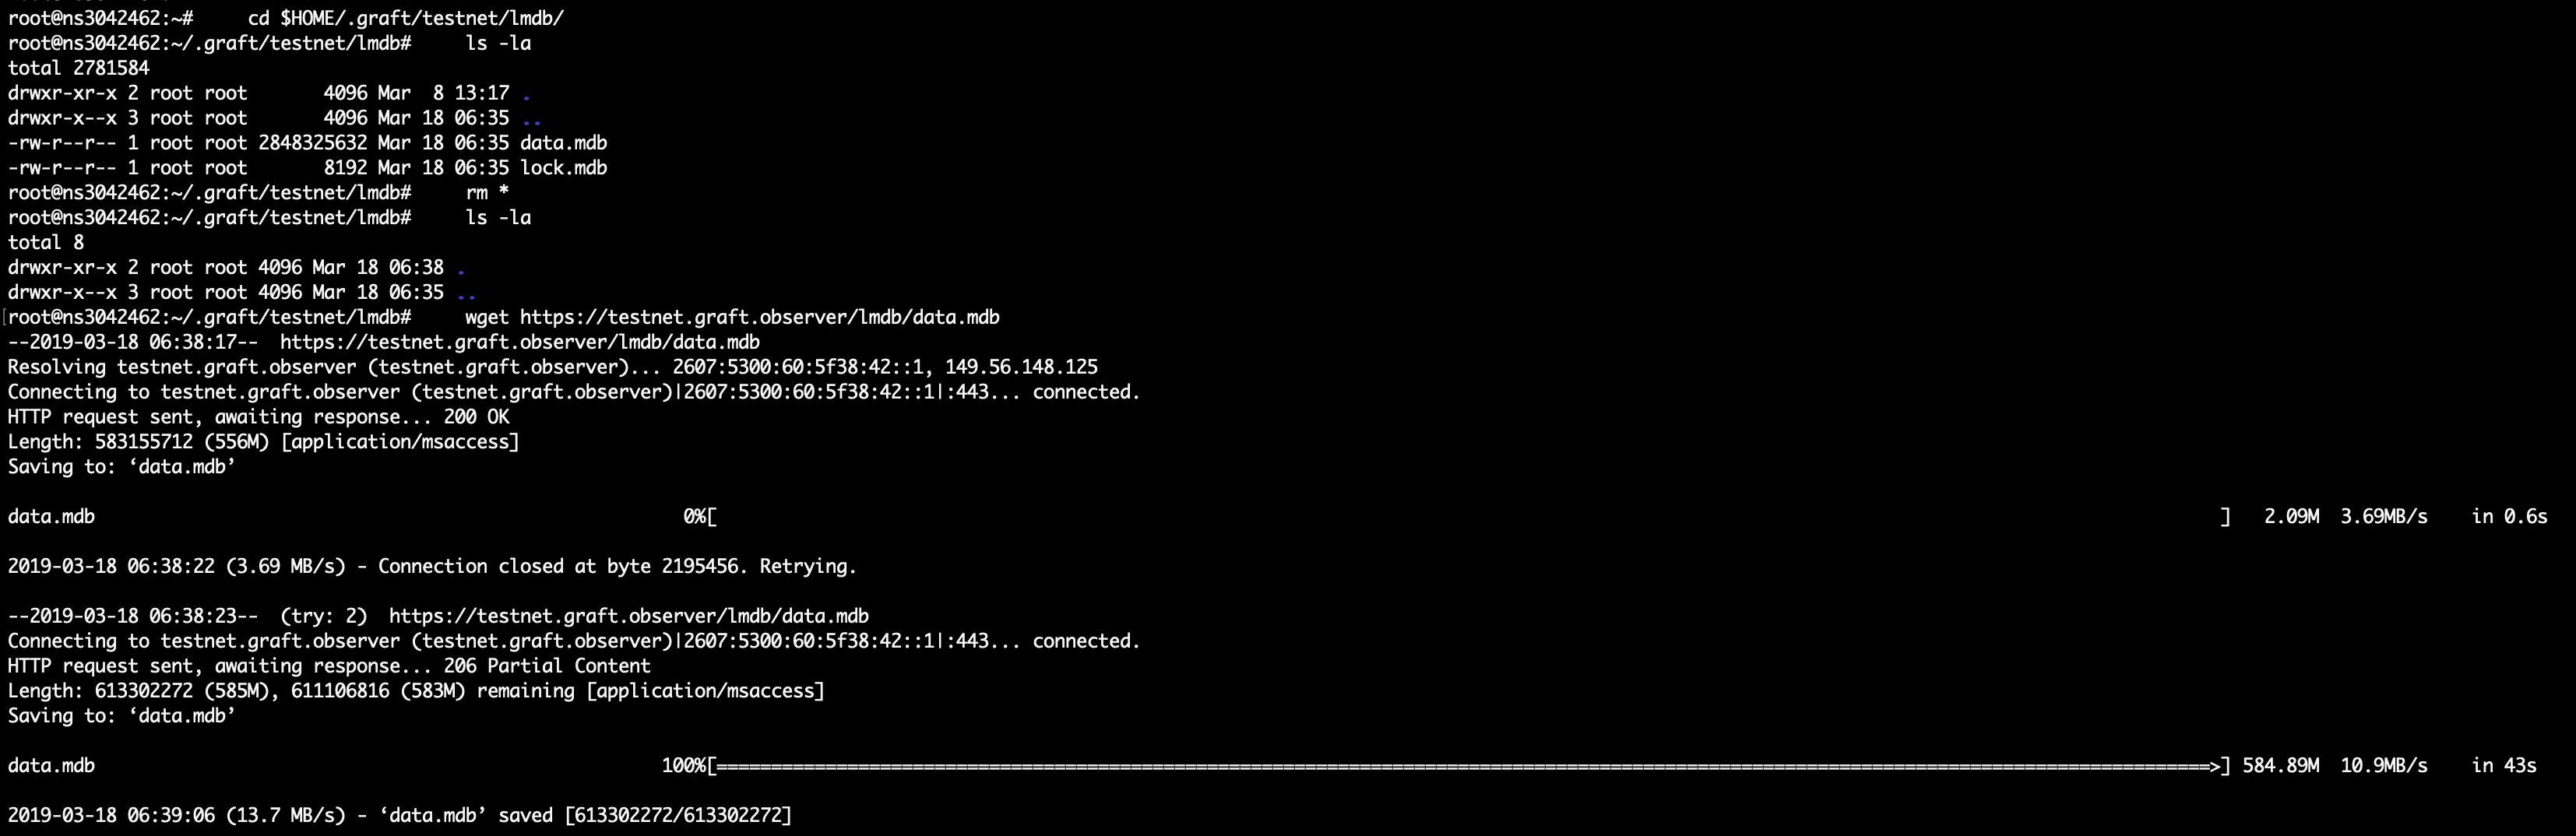 root@ns3042462:~#     cd $HOME/.graft/testnet/lmdb/
root@ns3042462:~/.graft/testnet/lmdb#     ls -la
total 2781584
drwxr-xr-x 2 root root       4096 Mar  8 13:17 .
drwxr-x--x 3 root root       4096 Mar 18 06:35 ..
-rw-r--r-- 1 root root 2848325632 Mar 18 06:35 data.mdb
-rw-r--r-- 1 root root       8192 Mar 18 06:35 lock.mdb
root@ns3042462:~/.graft/testnet/lmdb#     rm *
root@ns3042462:~/.graft/testnet/lmdb#     ls -la
total 8
drwxr-xr-x 2 root root 4096 Mar 18 06:38 .
drwxr-x--x 3 root root 4096 Mar 18 06:35 ..
[root@ns3042462:~/.graft/testnet/lmdb#     wget https://testnet.graft.observer/lmdb/data.mdb
--2019-03-18 06:38:17--  https://testnet.graft.observer/lmdb/data.mdb
Resolving testnet.graft.observer (testnet.graft.observer)... 2607:5300:60:5f38:42::1, 149.56.148.125
Connecting to testnet.graft.observer (testnet.graft.observer)|2607:5300:60:5f38:42::1|:443... connected.
HTTP request sent, awaiting response... 200 OK
Length: 583155712 (556M) [application/msaccess]
Saving to: ‘data.mdb’
data.mdb 0%[ ] 2.09M 3.69MB/s in 0.6s
2019-03-18 06:38:22 (3.69 MB/s) - Connection closed at byte 2195456. Retrying.
--2019-03-18 06:38:23--  (try: 2)  https://testnet.graft.observer/lmdb/data.mdb
Connecting to testnet.graft.observer (testnet.graft.observer)|2607:5300:60:5f38:42::1|:443... connected.
HTTP request sent, awaiting response... 206 Partial Content
Length: 613302272 (585M), 611106816 (583M) remaining [application/msaccess]
Saving to: ‘data.mdb’
data.mdb 100%[=====================================================================================================>] 584.89M 10.9MB/s in 43s
2019-03-18 06:39:06 (13.7 MB/s) - ‘data.mdb’ saved [613302272/613302272]